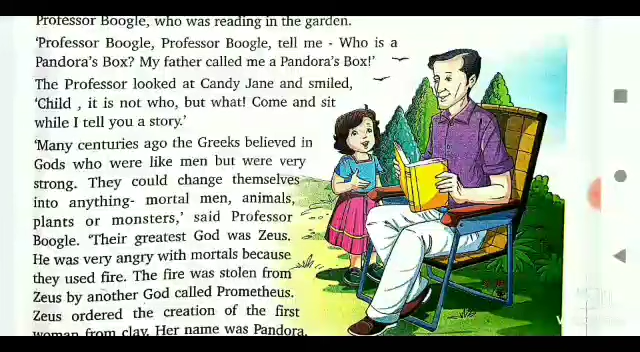 Professor Boogle, who was reading in the garden.
'Professor Boogle, Professor Boogle, tell me - Who is a
Pandora's Box? My father called me a Pandora's Box!'
The Professor looked at Candy Jane and smiled,
'Child , it is not who, but what! Come and sit
while I tell you a story.'
'Many centuries ago the Greeks believed in
Gods who were like men but were very
strong. They could change themselves
into anything- mortal men, animals,
plants or monsters,' said Professor
Boogle. 'Their greatest God was Zeus.
He was very angry with mortals because
they used fire. The fire was stolen from
Zeus by another God called Prometheus.
Zeus ordered the creation of the first
woman from clay. Her name was Pandora.